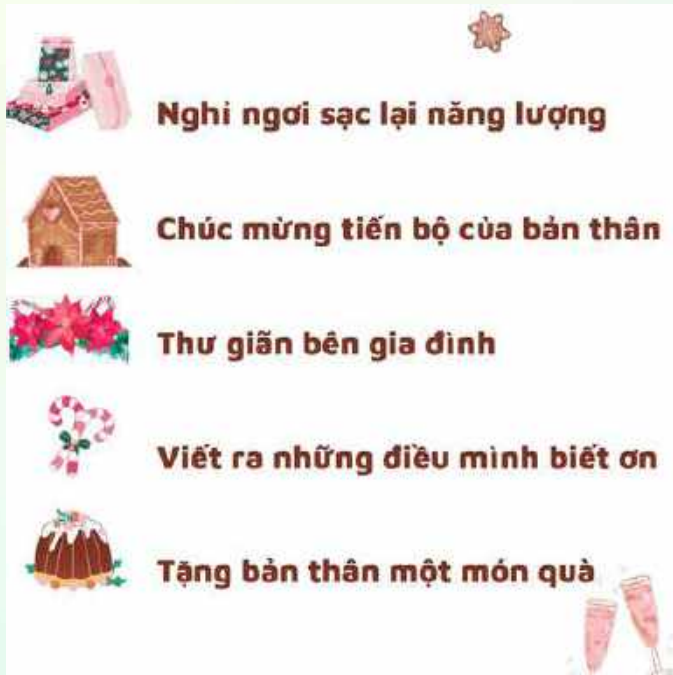 Nghỉ ngơi sạc lại năng lượng
Chúc mừng tiến bộ của bản thân
Thư giãn bên gia đình
Viết ra những điều mình biết ơn
Tặng bản thân một món quà